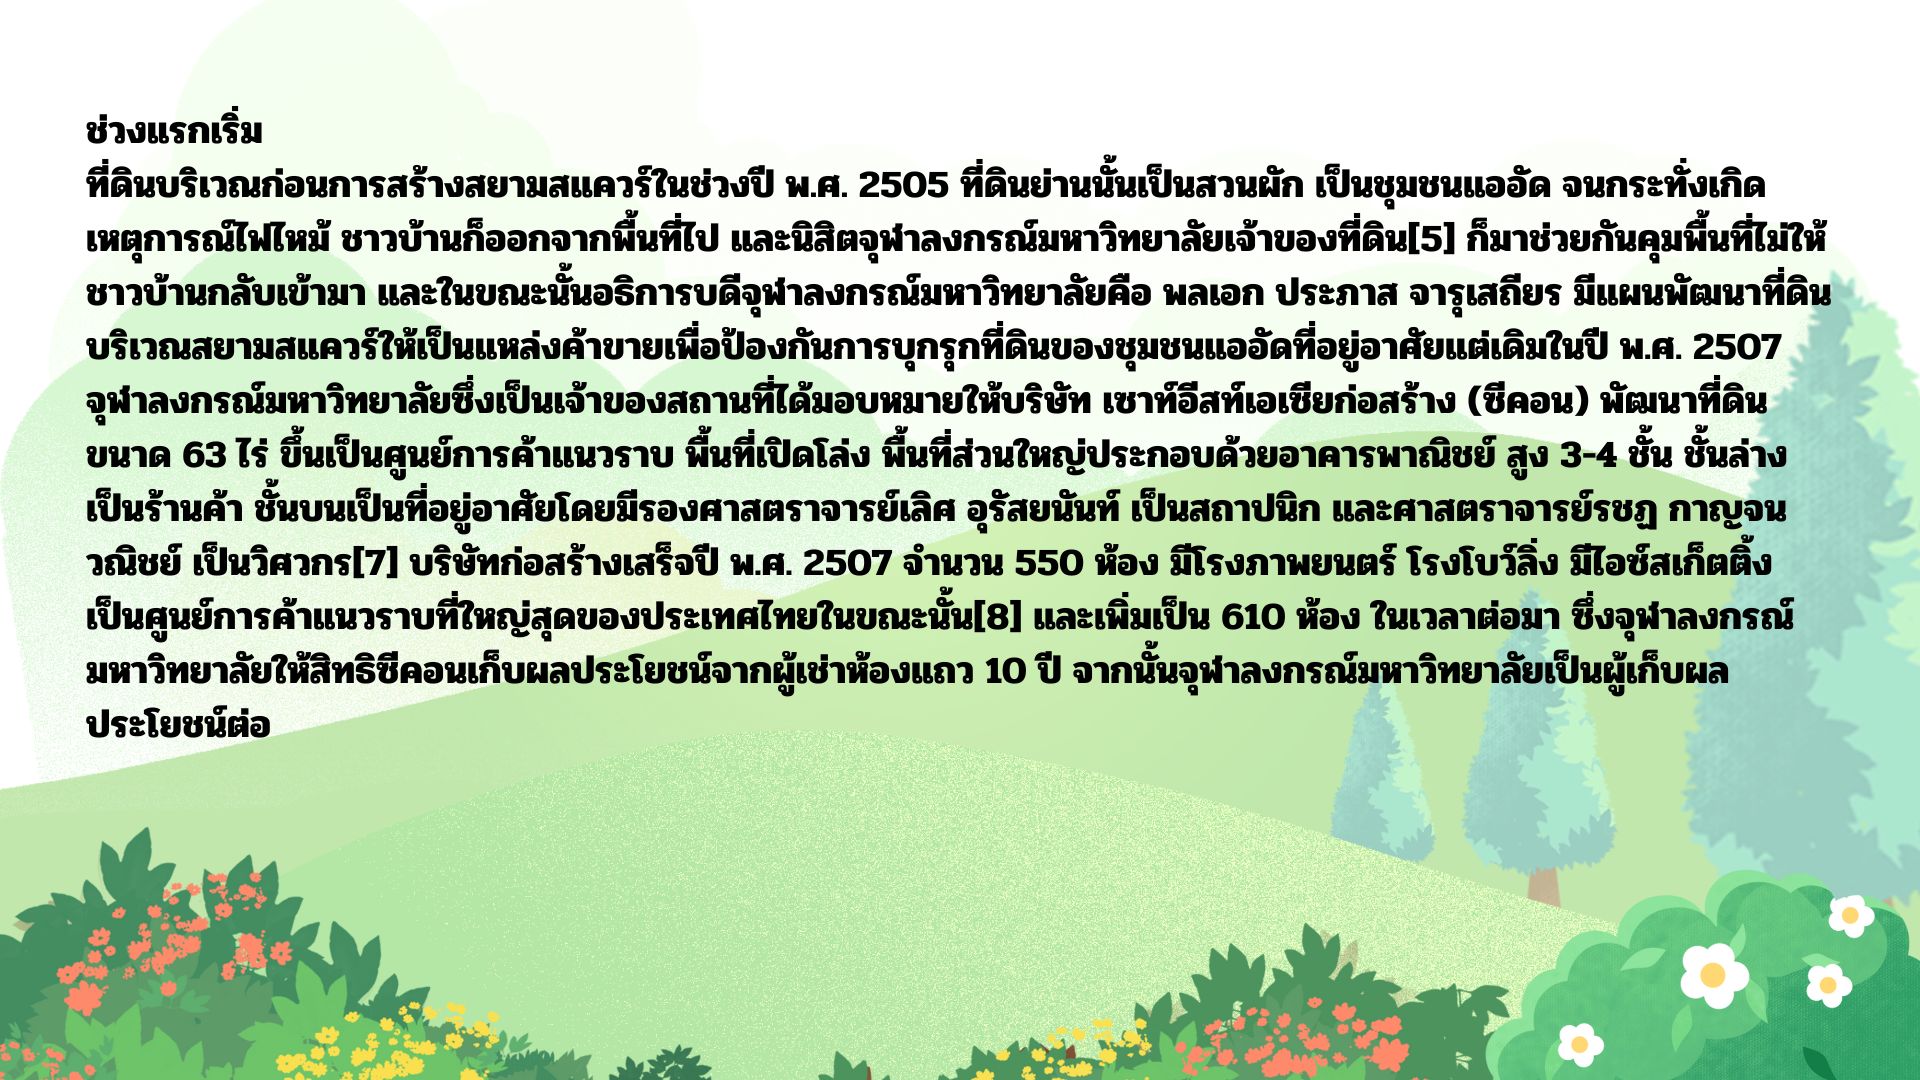 ช่วงแรกเริ่ม
ที่ดินบริเวณก่อนการสร้างสยามสแควร์ในช่วงปี พ.ศ. 2505 ที่ดินย่านนั้นเป็นสวนผัก เป็นชุมชนแออัด จนกระทั่งเกิด
เหตุการณ์ไฟไหม้ ชาวบ้านก็ออกจากพื้นที่ไป และนิสิตจุฬาลงกรณ์มหาวิทยาลัยเจ้าของที่ดิน[5] ก็มาช่วยกันคุมพื้นที่ไม่ให้
ชาวบ้านกลับเข้ามา และในขณะนั้นอธิการบดีจุฬาลงกรณ์มหาวิทยาลัยคือ พลเอก ประภาส จารุเสถียร มีแผนพัฒนาที่ดิน
บริเวณสยามสแควร์ให้เป็นแหล่งค้าขายเพื่อป้องกันการบุกรุกที่ดินของชุมชนแออัดที่อยู่อาศัยแต่เดิมในปี พ.ศ. 2507
จุฬาลงกรณ์มหาวิทยาลัยซึ่งเป็นเจ้าของสถานที่ได้มอบหมายให้บริษัท เซาท์อีสท์เอเซียก่อสร้าง (ซีคอน) พัฒนาที่ดิน
ขนาด 63 ไร่ ขึ้นเป็นศูนย์การค้าแนวราบ พื้นที่เปิดโล่ง พื้นที่ส่วนใหญ่ประกอบด้วยอาคารพาณิชย์ สูง 3-4 ชั้น ชั้นล่าง
เป็นร้านค้า ชั้นบนเป็นที่อยู่อาศัยโดยมีรองศาสตราจารย์เลิศ อุรัสยนันท์ เป็นสถาปนิก และศาสตราจารย์รชฏ กาญจน
วณิชย์ เป็นวิศวกร[7] บริษัทก่อสร้างเสร็จปี พ.ศ. 2507 จำนวน 550 ห้อง มีโรงภาพยนตร์ โรงโบว์ลิ่ง มีไอซ์สเก็ตติ้ง
เป็นศูนย์การค้าแนวราบที่ใหญ่สุดของประเทศไทยในขณะนั้น[8] และเพิ่มเป็น 610 ห้อง ในเวลาต่อมา ซึ่งจุฬาลงกรณ์
มหาวิทยาลัยให้สิทธิซีคอนเก็บผลประโยชน์จากผู้เช่าห้องแถว 10 ปี จากนั้นจุฬาลงกรณ์มหาวิทยาลัยเป็นผู้เก็บผล
ประโยชน์ต่อ